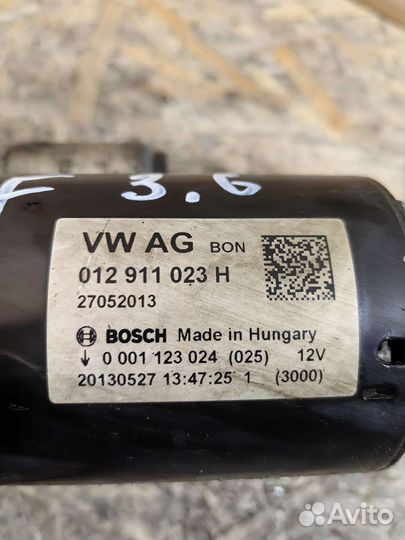 3.6
VW AG BON
012 911 023 H
27052013
BOSCH Made in Hungary
↓ 0 001 123 024 (025) 12V
20130527 13:47:25 1 (3000)
Avito